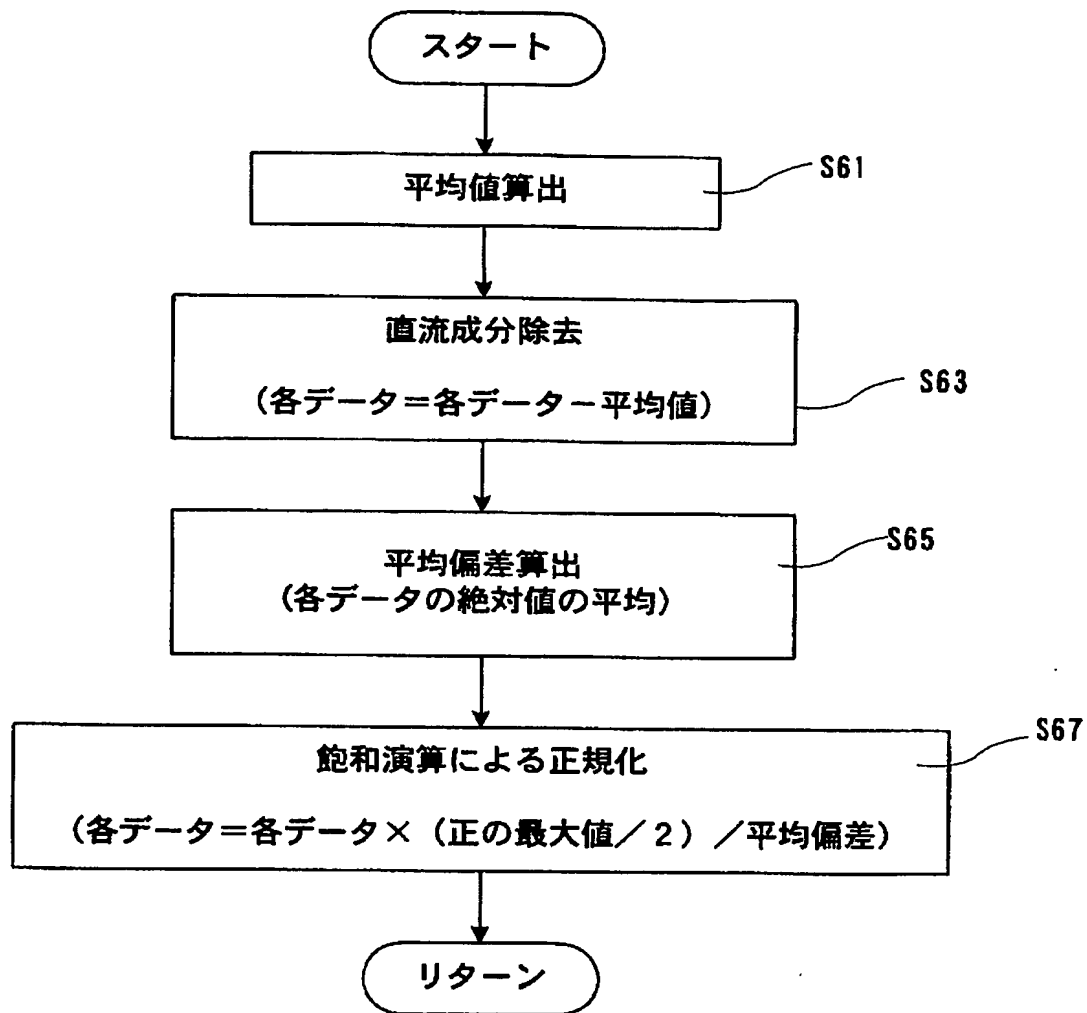 スタート
平均値算出
S61
直流成分除去
(各データ=各データー平均値)
S63
平均偏差算出
(各データの絶対値の平均)
S65
飽和演算による正規化
(各データ=各データ×(正の最大値/2)/平均偏差)
S67
リターン